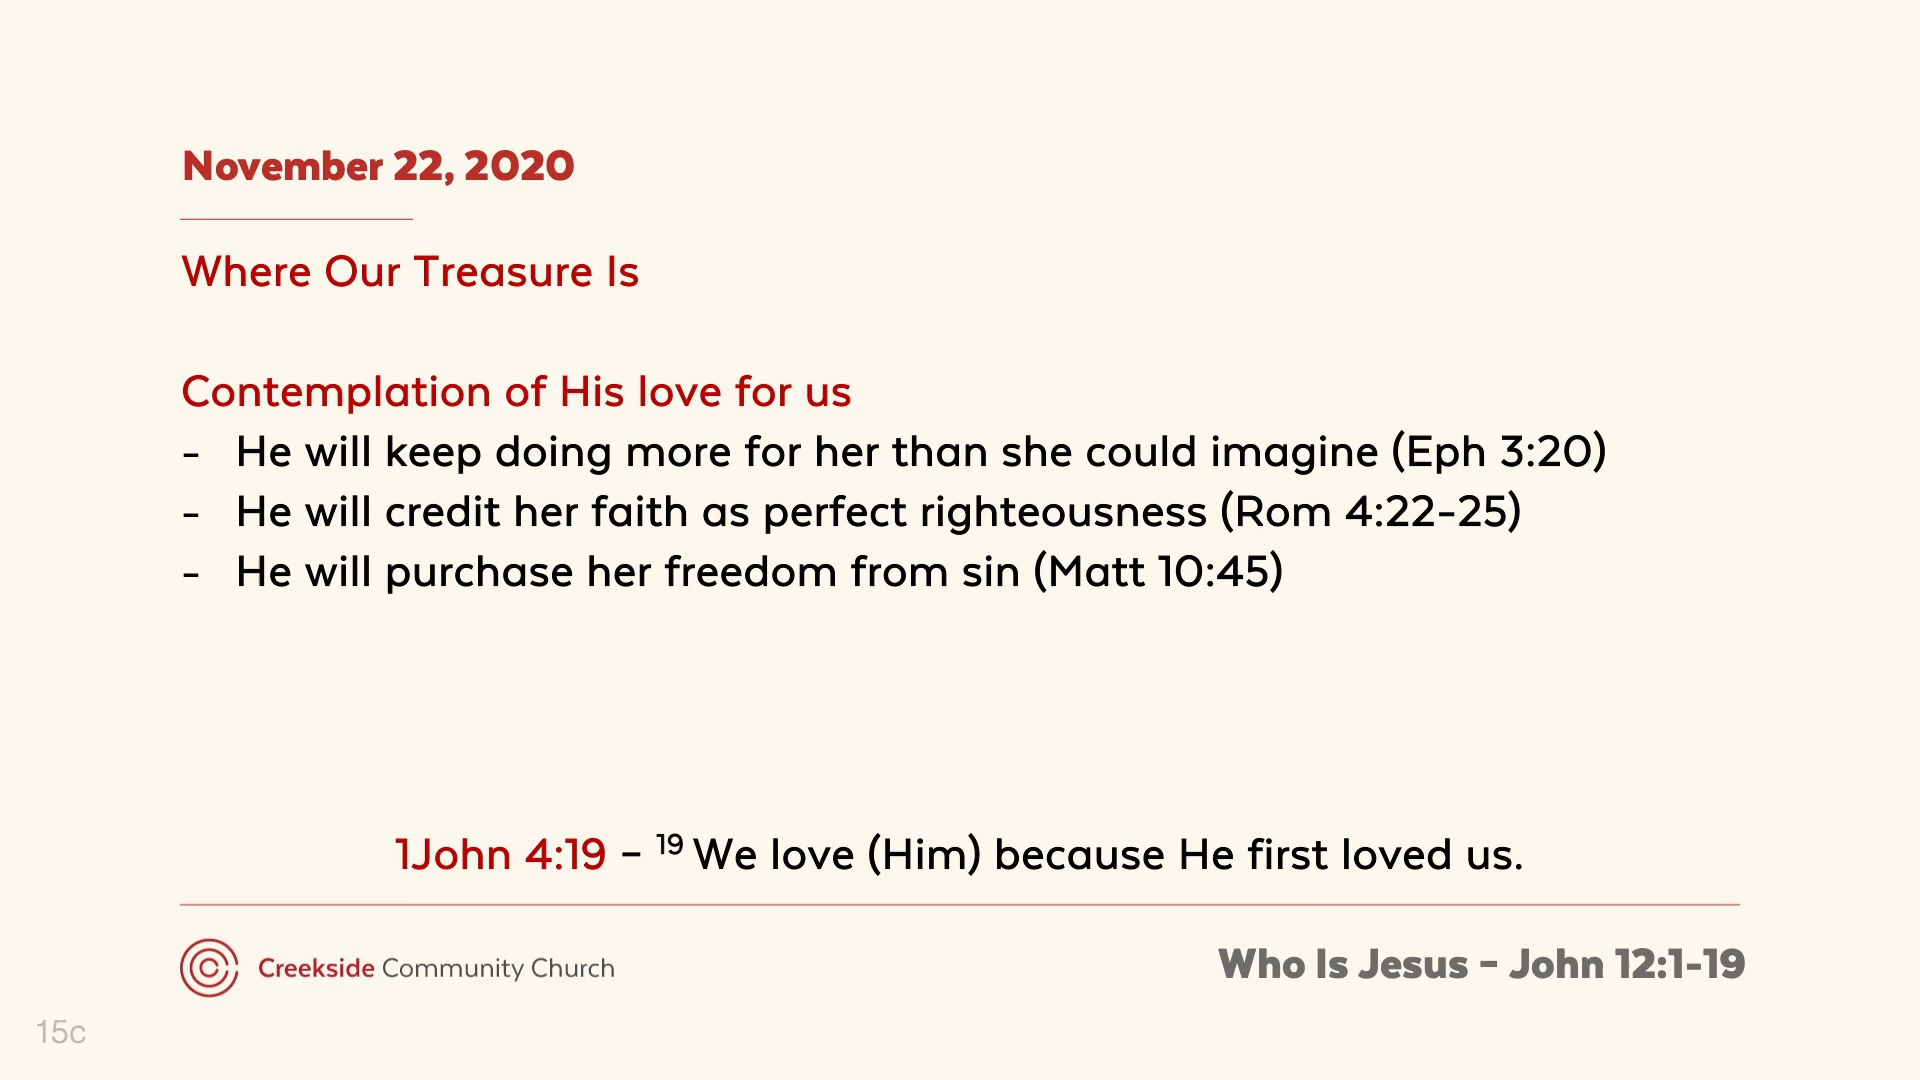 November 22, 2020
Where Our Treasure Is
Contemplation of His love for us
- He will keep doing more for her than she could imagine (Eph 3:20)
- He will credit her faith as perfect righteousness (Rom 4:22-25)
- He will purchase her freedom from sin (Matt 10:45)
1John 4:19 – 19 We love (Him) because He first loved us.
Creekside Community Church
Who Is Jesus – John 12:1-19
15c